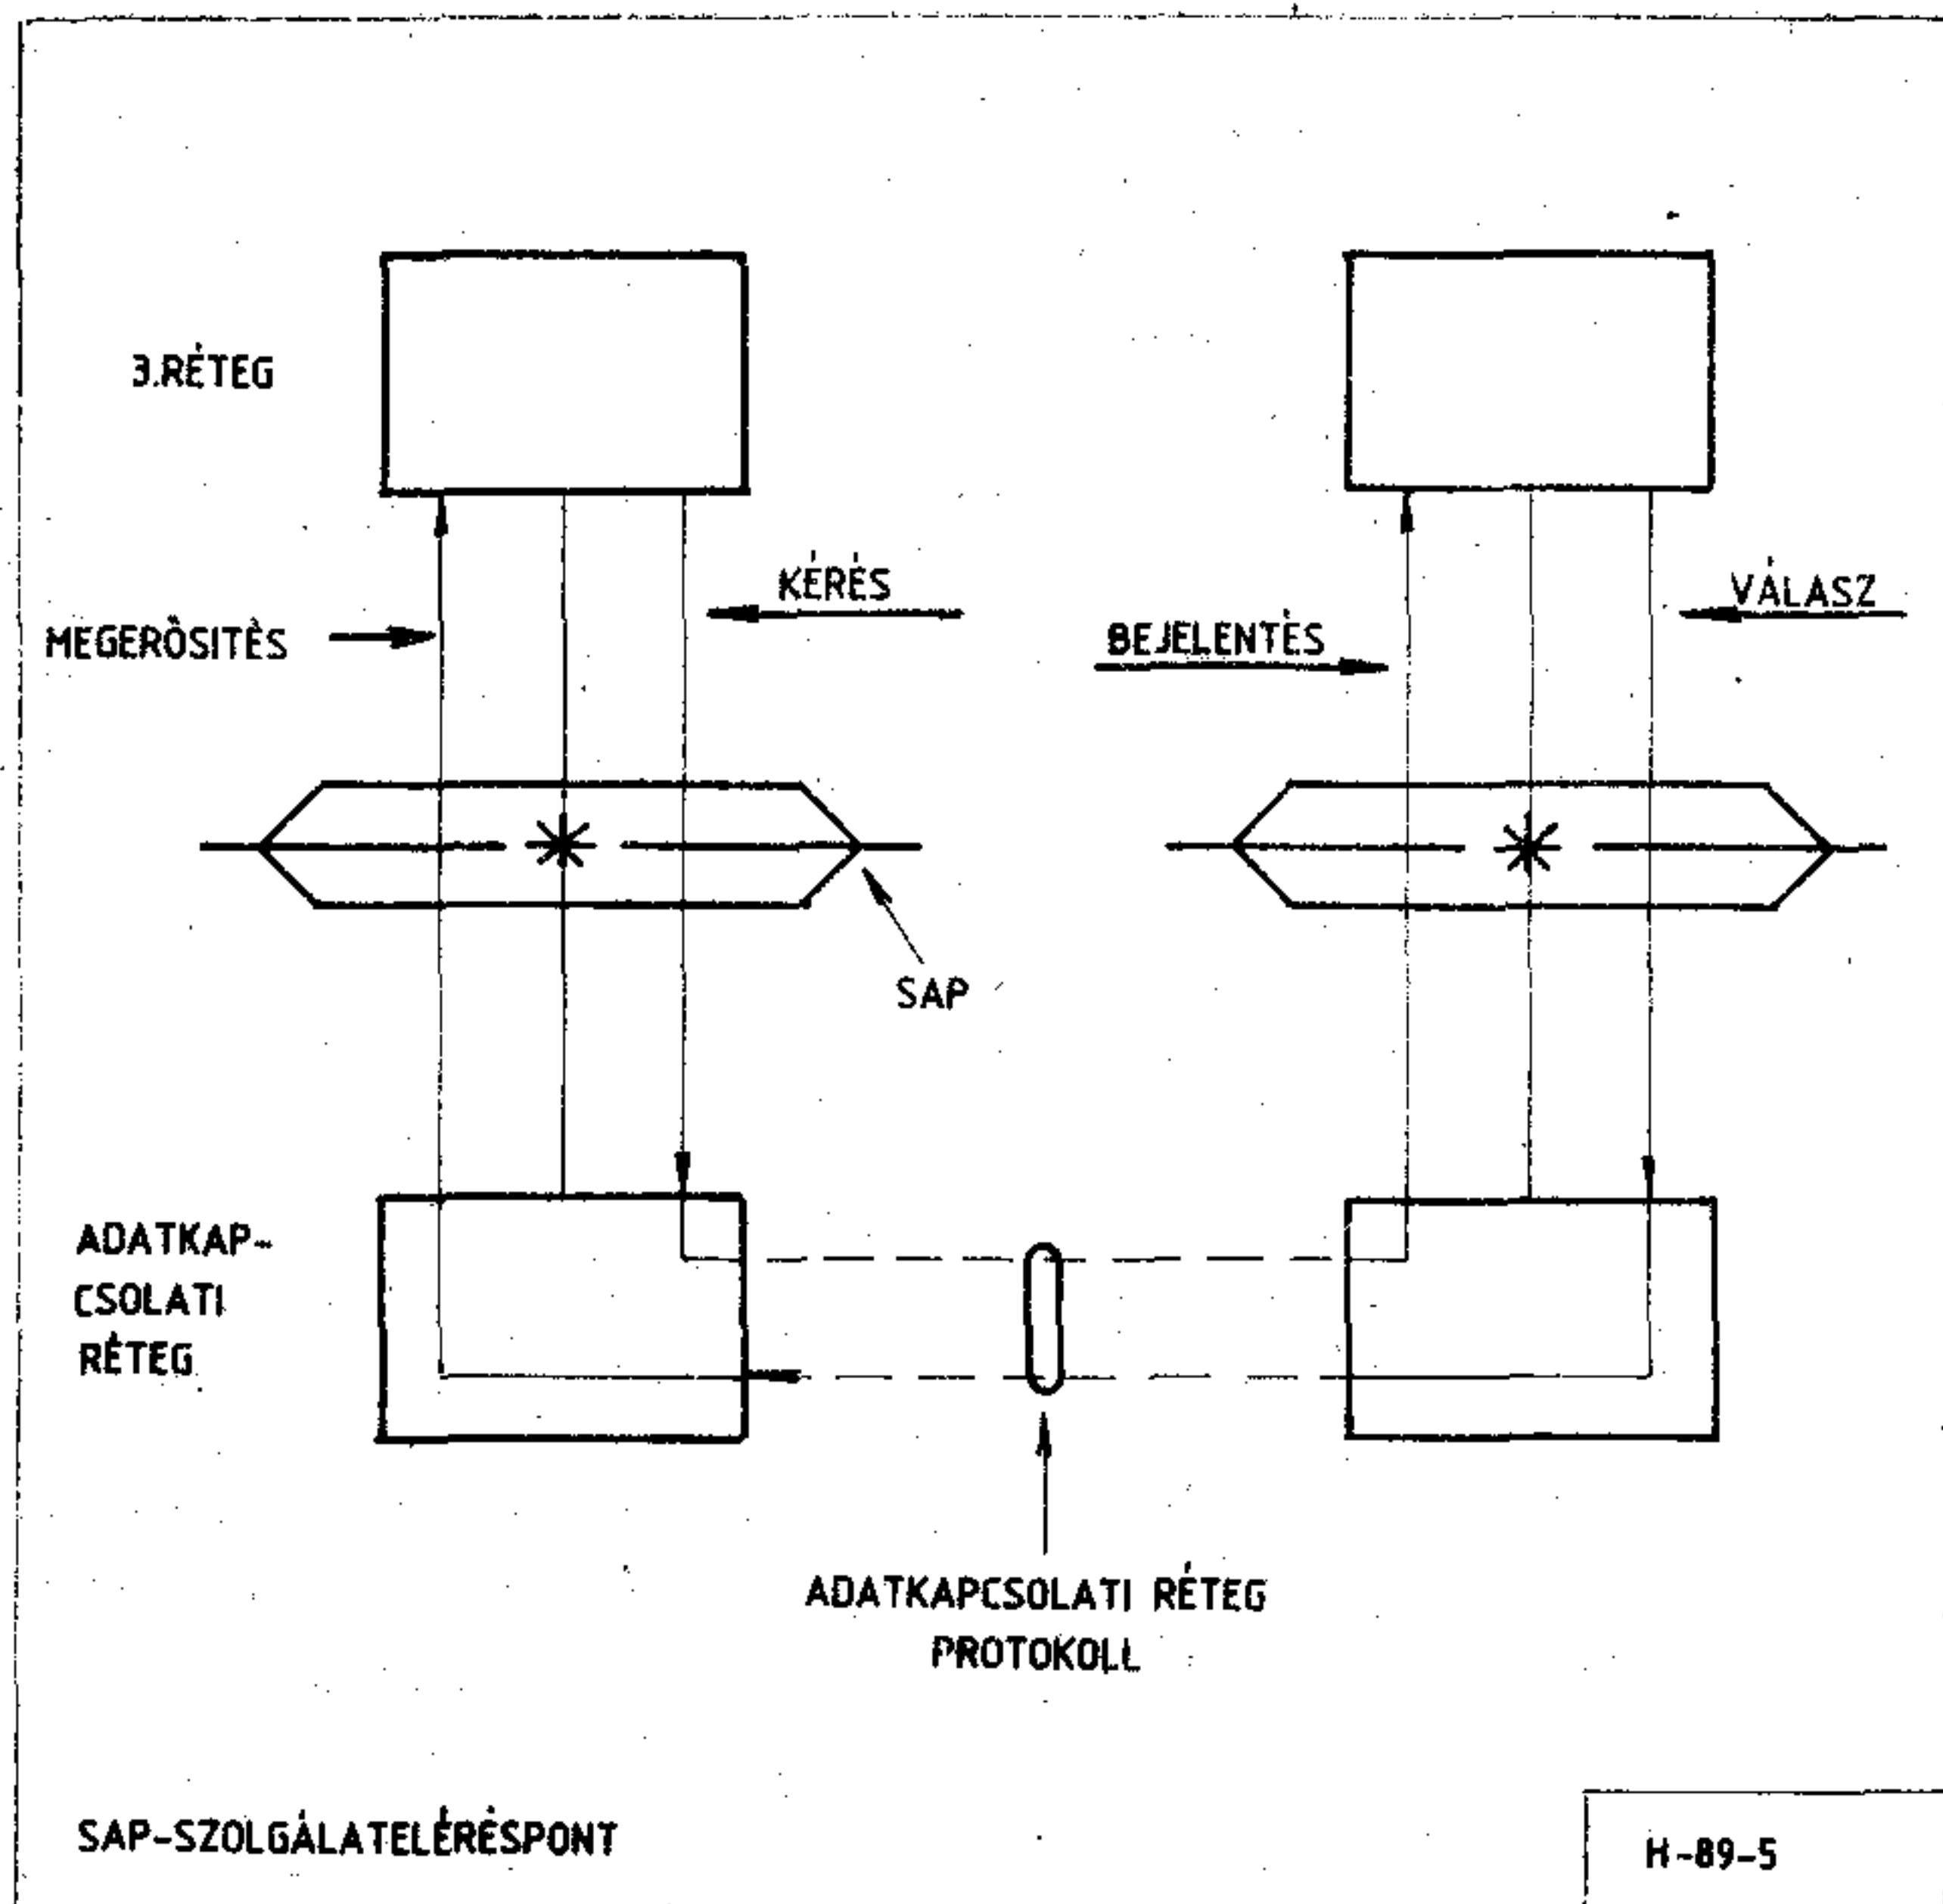 3.RÉTEG
KÉRÉS
VÁLASZ
MEGERŐSITÉS
BEJELENTÉS
SAP
ADATKAP-
CSOLATI
RÉTEG
ADATKAPCSOLATI RÉTEG
PROTOKOLL
SAP-SZOLGÁLATELÉRÉSPONT
H-89-5